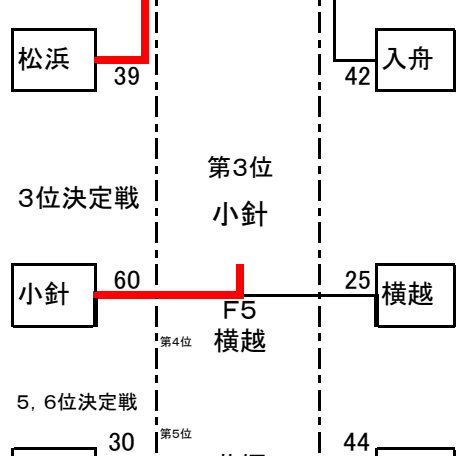 松浜
39
42
入舟
第3位
小針
3位決定戦
小針
60
25
横越
F5
横越
第4位
5, 6位決定戦
第5位
30
44